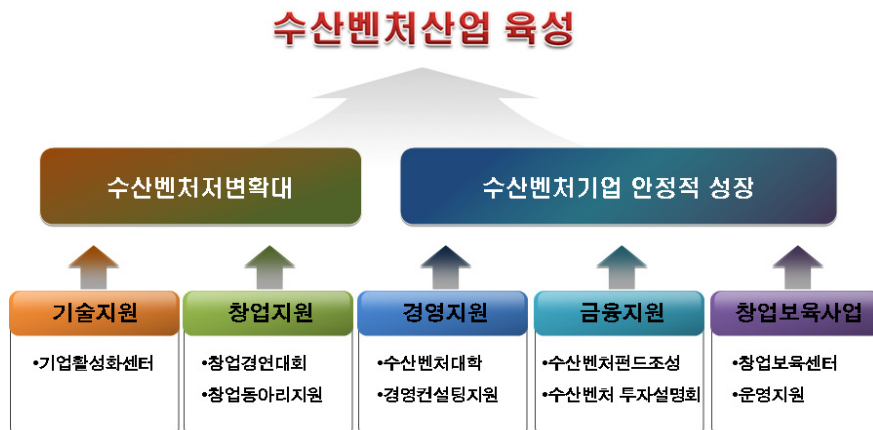 수산벤처산업 육성
수산벤처저변확대
수산벤처기업 안정적 성장
기술지원
•기업활성화센터
창업지원
•창업경연대회
•창업동아리지원
경영지원
•수산벤처대학
•경영컨설팅지원
금융지원
•수산벤처펀드조성
•수산벤처 투자설명회
창업보육사업
•창업보육센터
•운영지원